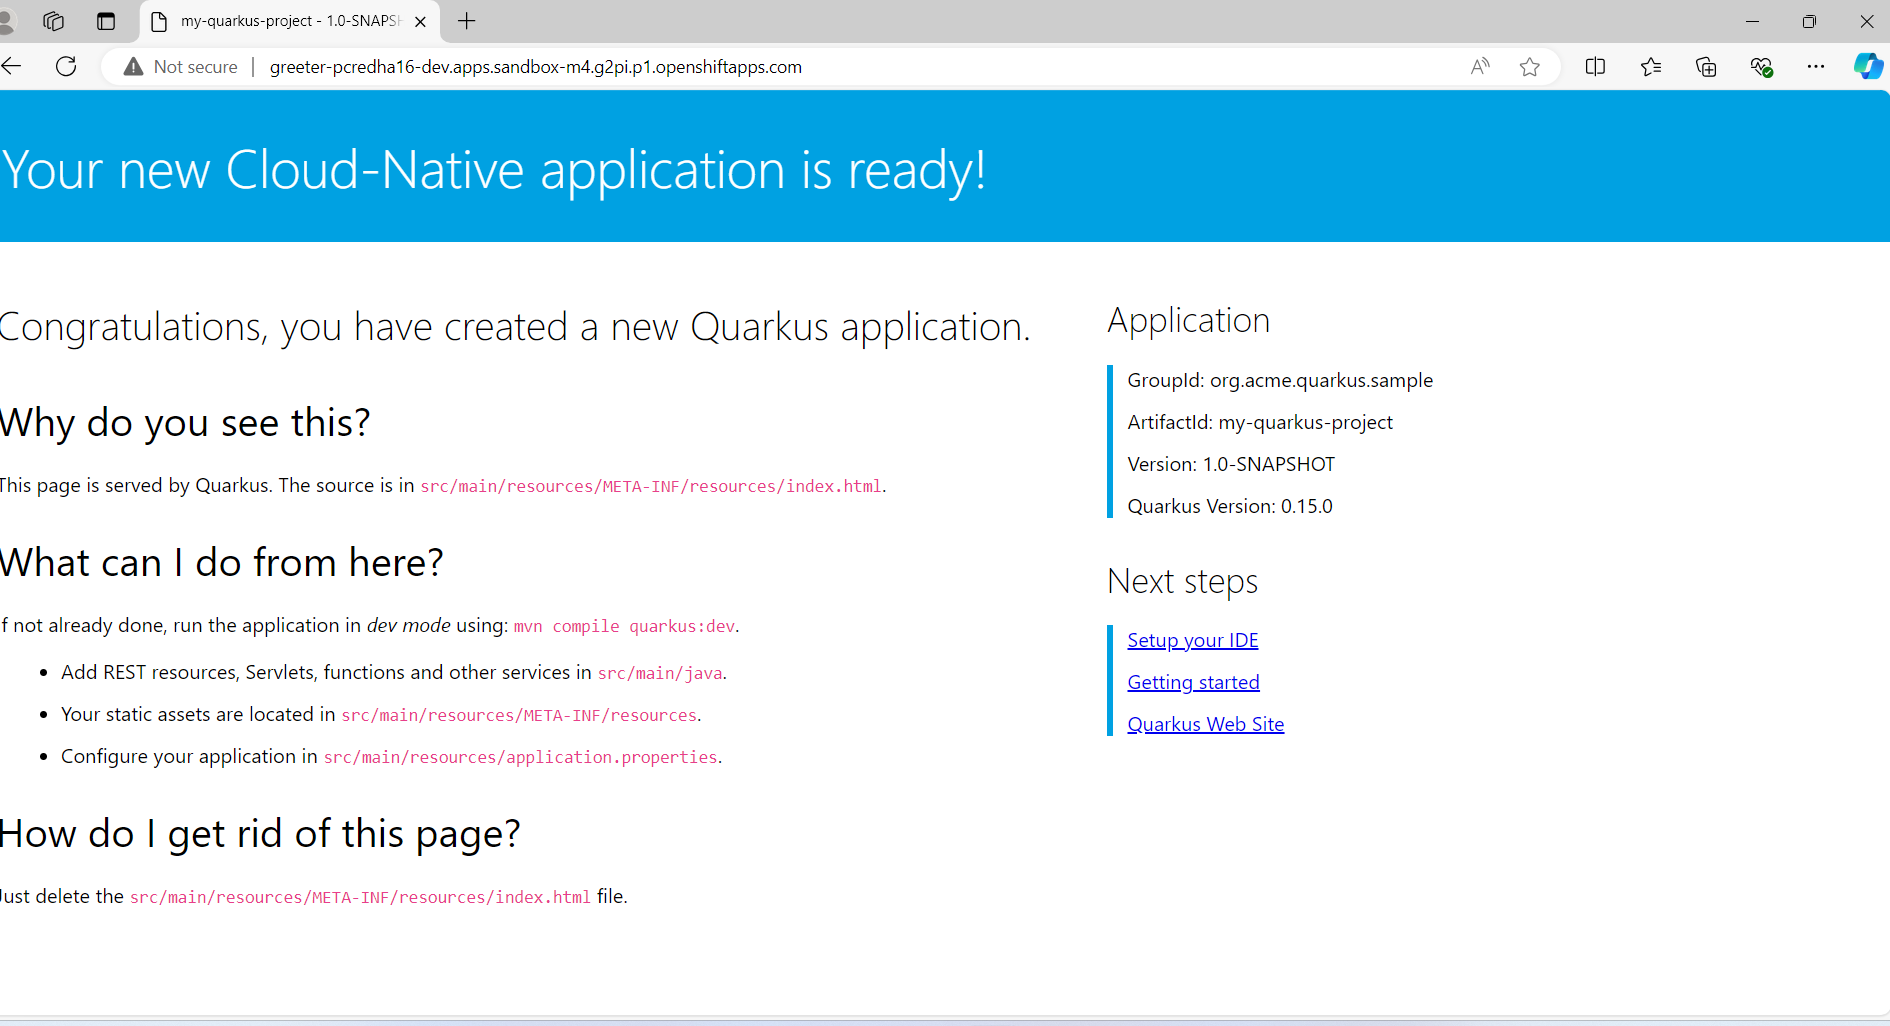 my-quarkus-project - 1.0-SNAPSH
Not secure | greeter-pcredha16-dev.apps.sandbox-m4.g2pi.p1.openshiftapps.com
Your new Cloud-Native application is ready!
Congratulations, you have created a new Quarkus application.
Why do you see this?
This page is served by Quarkus. The source is in src/main/resources/META-INF/resources/index.html.
What can I do from here?
If not already done, run the application in dev mode using: mvn compile quarkus:dev.
• Add REST resources, Servlets, functions and other services in src/main/java.
• Your static assets are located in src/main/resources/META-INF/resources.
• Configure your application in src/main/resources/application.properties.
How do I get rid of this page?
Just delete the src/main/resources/META-INF/resources/index.html file.
Application
GroupId: org.acme.quarkus.sample
ArtifactId: my-quarkus-project
Version: 1.0-SNAPSHOT
Quarkus Version: 0.15.0
Next steps
Setup your IDE
Getting started
Quarkus Web Site